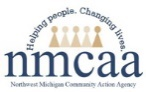 Helping people. Changing lives.
nmcaa
Northwest Michigan Community Action Agency